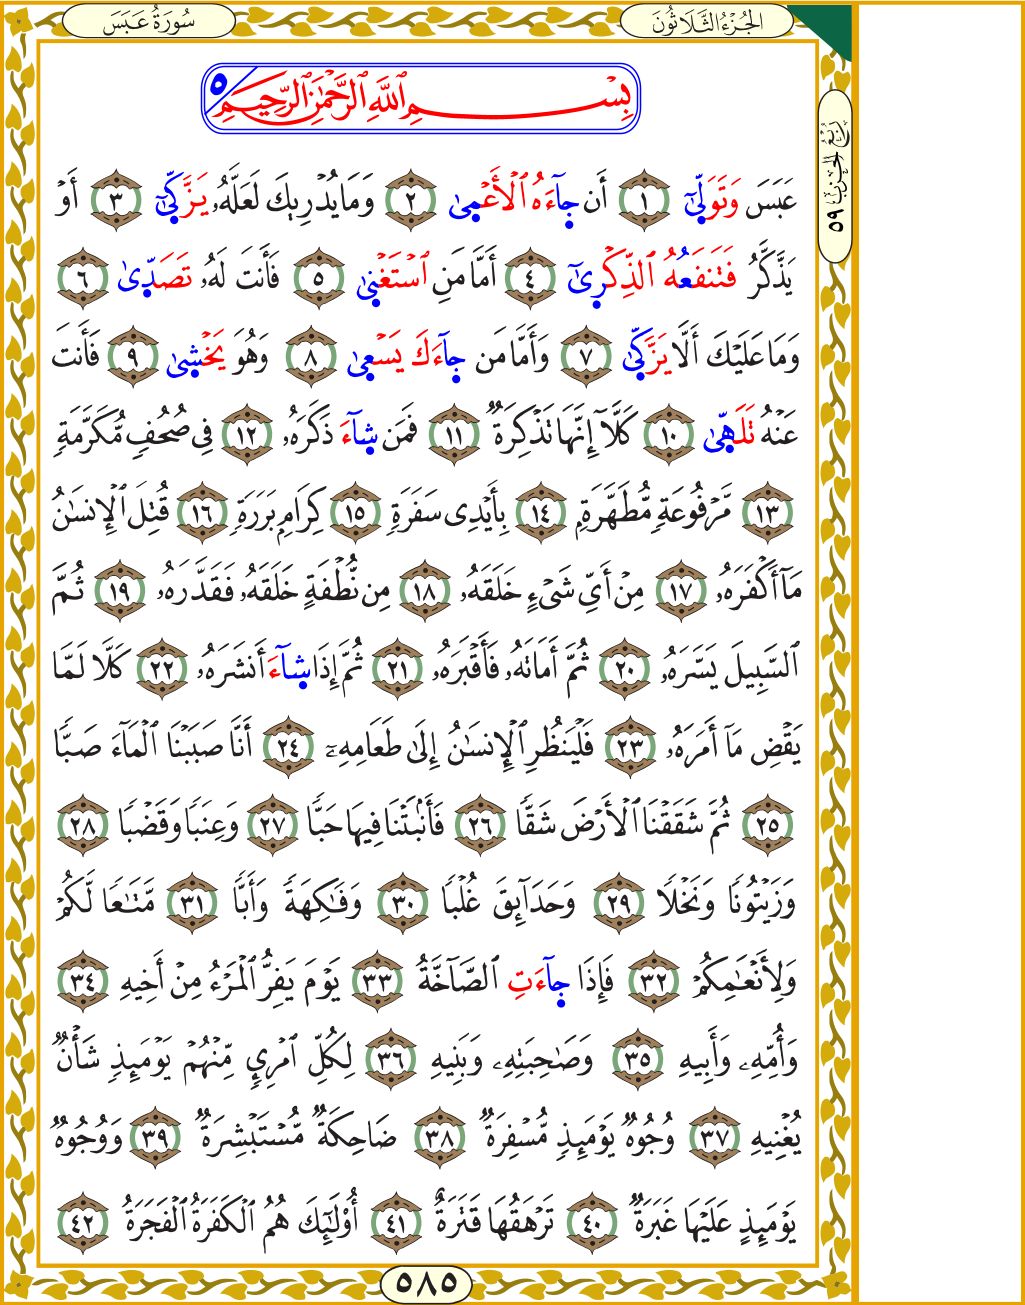 الجُزْءُ الثَّلَاثُونَ
سُورَةُ عَبَسَ
رُبْعُ الحِزْبِ ٥٩
بِسْمِ ٱللَّهِ ٱلرَّحْمَٰنِ ٱلرَّحِيمِ ٥
عَبَسَ وَتَوَلَّىٰٓ ١ أَن جَآءَهُ ٱلْأَعْمَىٰ ٢ وَمَا يُدْرِيكَ لَعَلَّهُۥ يَزَّكَّىٰٓ ٣ أَوْ
يَذَّكَّرُ فَتَنفَعُهُ ٱلذِّكْرَىٰٓ ٤ أَمَّا مَنِ ٱسْتَغْنَىٰ ٥ فَأَنتَ لَهُۥ تَصَدَّىٰ ٦
وَمَا عَلَيْكَ أَلَّا يَزَّكَّىٰ ٧ وَأَمَّا مَن جَآءَكَ يَسْعَىٰ ٨ وَهُوَ يَخْشَىٰ ٩ فَأَنتَ
عَنْهُ تَلَهَّىٰ ١٠ كَلَّآ إِنَّهَا تَذْكِرَةٌ ١١ فَمَن شَآءَ ذَكَرَهُۥ ١٢ فِى صُحُفٍ مُّكَرَّمَةٍ
١٣ مَّرْفُوعَةٍ مُّطَهَّرَةٍۭ ١٤ بِأَيْدِى سَفَرَةٍ ١٥ كِرَامٍۭ بَرَرَةٍ ١٦ قُتِلَ ٱلْإِنسَٰنُ
مَآ أَكْفَرَهُۥ ١٧ مِنْ أَىِّ شَىْءٍ خَلَقَهُۥ ١٨ مِن نُّطْفَةٍ خَلَقَهُۥ فَقَدَّرَهُۥ ١٩ ثُمَّ
ٱلسَّبِيلَ يَسَّرَهُۥ ٢٠ ثُمَّ أَمَاتَهُۥ فَأَقْبَرَهُۥ ٢١ ثُمَّ إِذَا شَآءَ أَنشَرَهُۥ ٢٢ كَلَّا لَمَّا
يَقْضِ مَآ أَمَرَهُۥ ٢٣ فَلْيَنظُرِ ٱلْإِنسَٰنُ إِلَىٰ طَعَامِهِۦٓ ٢٤ أَنَّا صَبَبْنَا ٱلْمَآءَ صَبًّا
٢٥ ثُمَّ شَقَقْنَا ٱلْأَرْضَ شَقًّا ٢٦ فَأَنۢبَتْنَا فِيهَا حَبًّا ٢٧ وَعِنَبًا وَقَضْبًا ٢٨
وَزَيْتُونًا وَنَخْلًا ٢٩ وَحَدَآئِقَ غُلْبًا ٣٠ وَفَٰكِهَةً وَأَبًّا ٣١ مَّتَٰعًا لَّكُمْ
وَلِأَنْعَٰمِكُمْ ٣٢ فَإِذَا جَآءَتِ ٱلصَّآخَّةُ ٣٣ يَوْمَ يَفِرُّ ٱلْمَرْءُ مِنْ أَخِيهِ ٣٤
وَأُمِّهِۦ وَأَبِيهِ ٣٥ وَصَٰحِبَتِهِۦ وَبَنِيهِ ٣٦ لِكُلِّ ٱمْرِئٍ مِّنْهُمْ يَوْمَئِذٍ شَأْنٌ
يُغْنِيهِ ٣٧ وُجُوهٌ يَوْمَئِذٍ مُّسْفِرَةٌ ٣٨ ضَاحِكَةٌ مُّسْتَبْشِرَةٌ ٣٩ وَوُجُوهٌ
يَوْمَئِذٍ عَلَيْهَا غَبَرَةٌ ٤٠ تَرْهَقُهَا قَتَرَةٌ ٤١ أُو۟لَٰٓئِكَ هُمُ ٱلْكَفَرَةُ ٱلْفَجَرَةُ ٤٢
٥٨٥